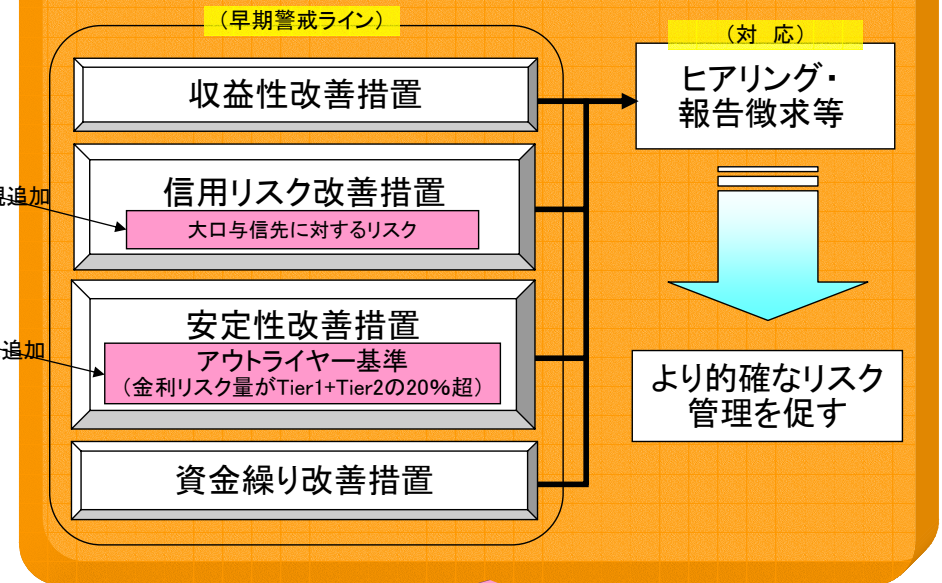 （早期警戒ライン）
収益性改善措置
信用リスク改善措置
大口与信先に対するリスク
追加
安定性改善措置
アウトライヤー基準
（金利リスク量がTier1+Tier2の20%超）
追加
資金繰り改善措置
（対　応）
ヒアリング・
報告徴求等
より的確なリスク
管理を促す